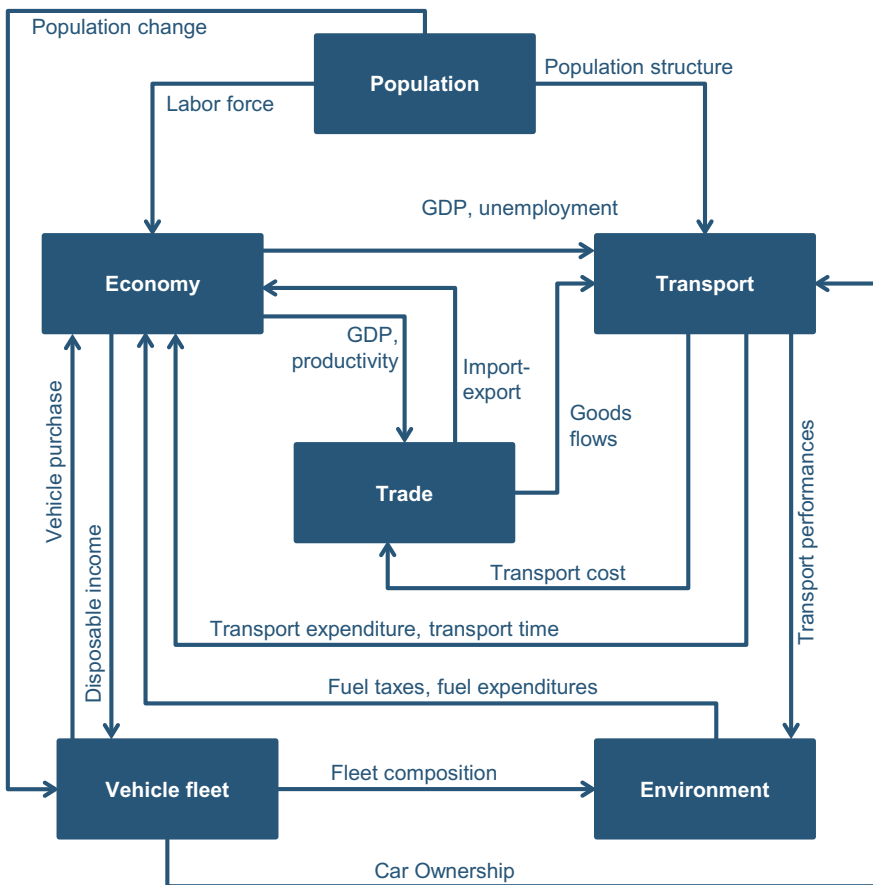 Population change
Population
Population structure
Labor force
GDP, unemployment
Economy
Transport
GDP,
productivity
Import-
export
Goods
flows
Vehicle purchase
Disposable income
Trade
Transport performances
Transport cost
Transport expenditure, transport time
Fuel taxes, fuel expenditures
Vehicle fleet
Fleet composition
Environment
Car Ownership